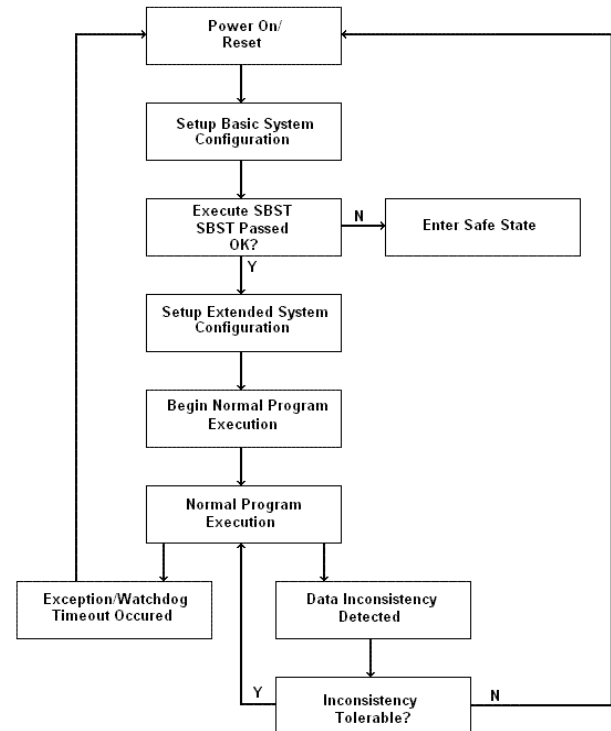 Power On/
Reset
Setup Basic System
Configuration
Execute SBST
SBST Passed
OK?
N
Enter Safe State
Y
Setup Extended System
Configuration
Begin Normal Program
Execution
Normal Program
Execution
Exception/Watchdog
Timeout Occured
Data Inconsistency
Detected
Y
Inconsistency
Tolerable?
N